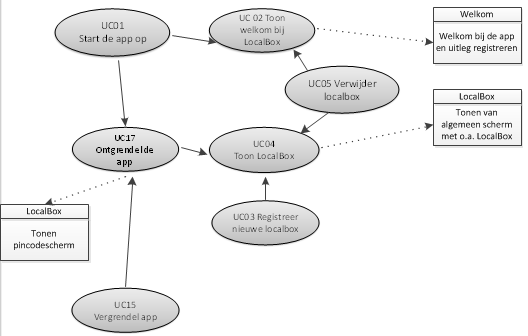 UC01
Start de app op
UC 02 Toon
welkom bij
LocalBox
Welkom
Welkom bij de app
en uitleg registreren
UC05 Verwijder
localbox
LocalBox
Tonen van
algemeen scherm
met o.a. LocalBox
UC17
Ontgrendel de
app
UC04
Toon LocalBox
LocalBox
Tonen
pincodescherm
UC03 Registreer
nieuwe localbox
UC15
Vergrendel app